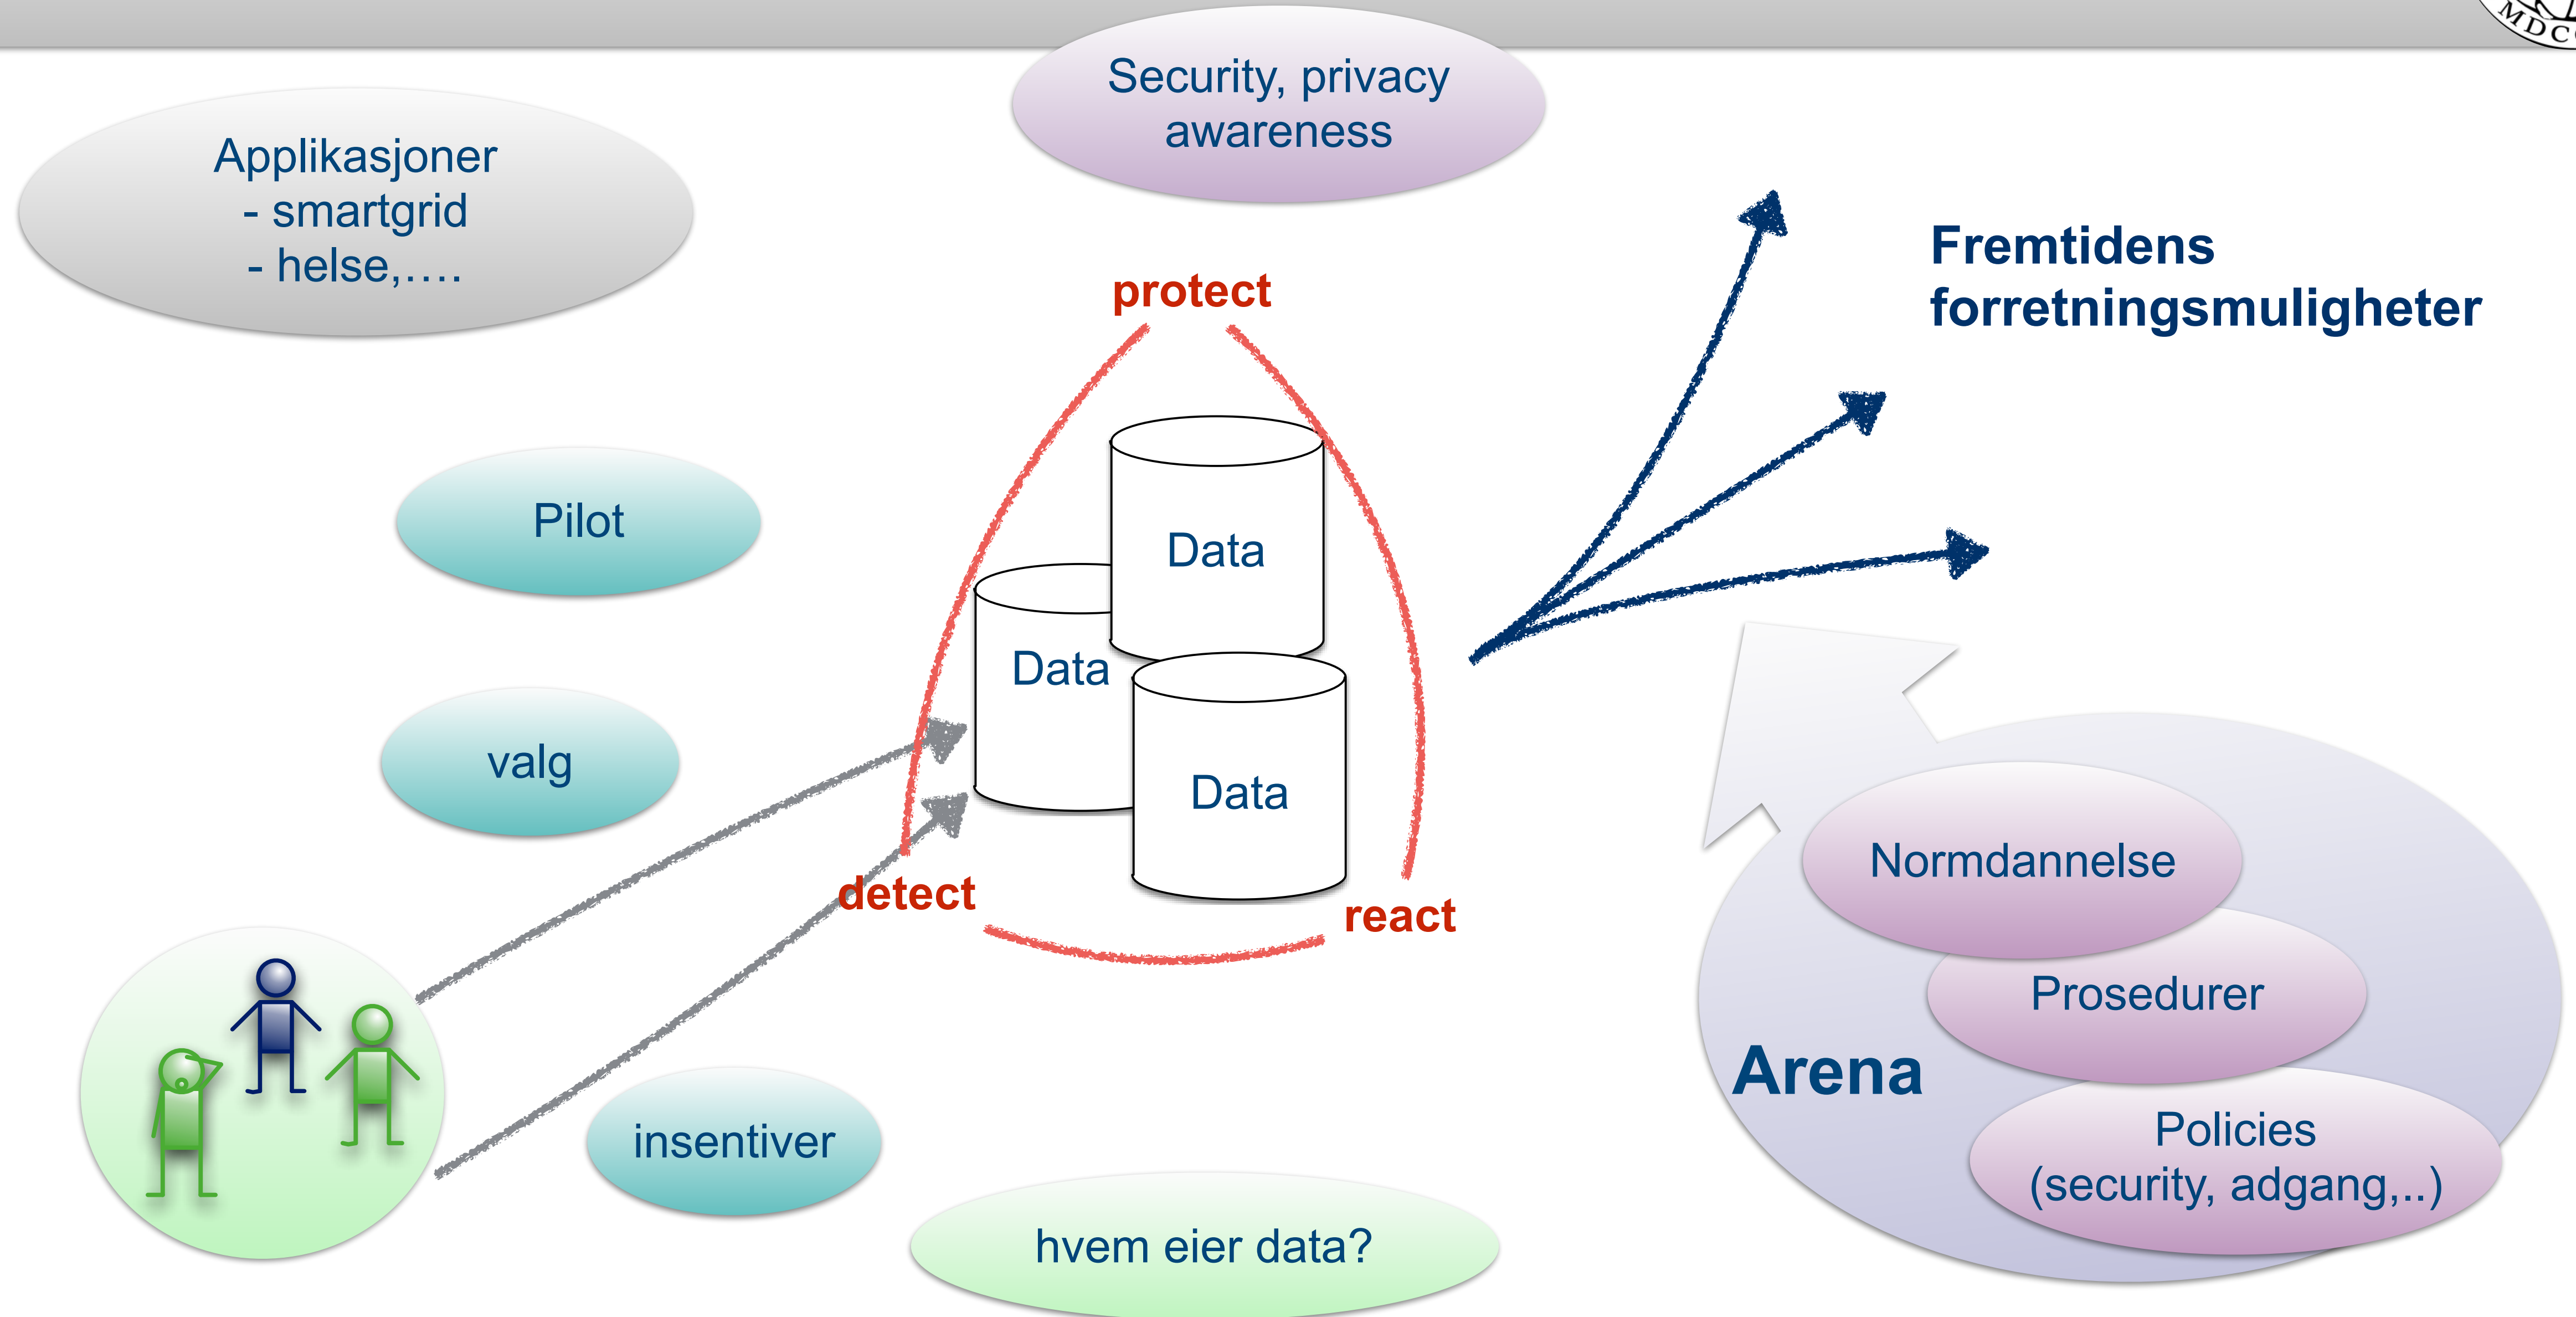 Security, privacy
awareness
Applikasjoner
- smartgrid
- helse,....
Fremtidens
forretningsmuligheter
protect
Pilot
Data
Data
valg
Data
detect
react
Normdannelse
Prosedurer
Arena
Policies
(security, adgang,..)
insentiver
hvem eier data?